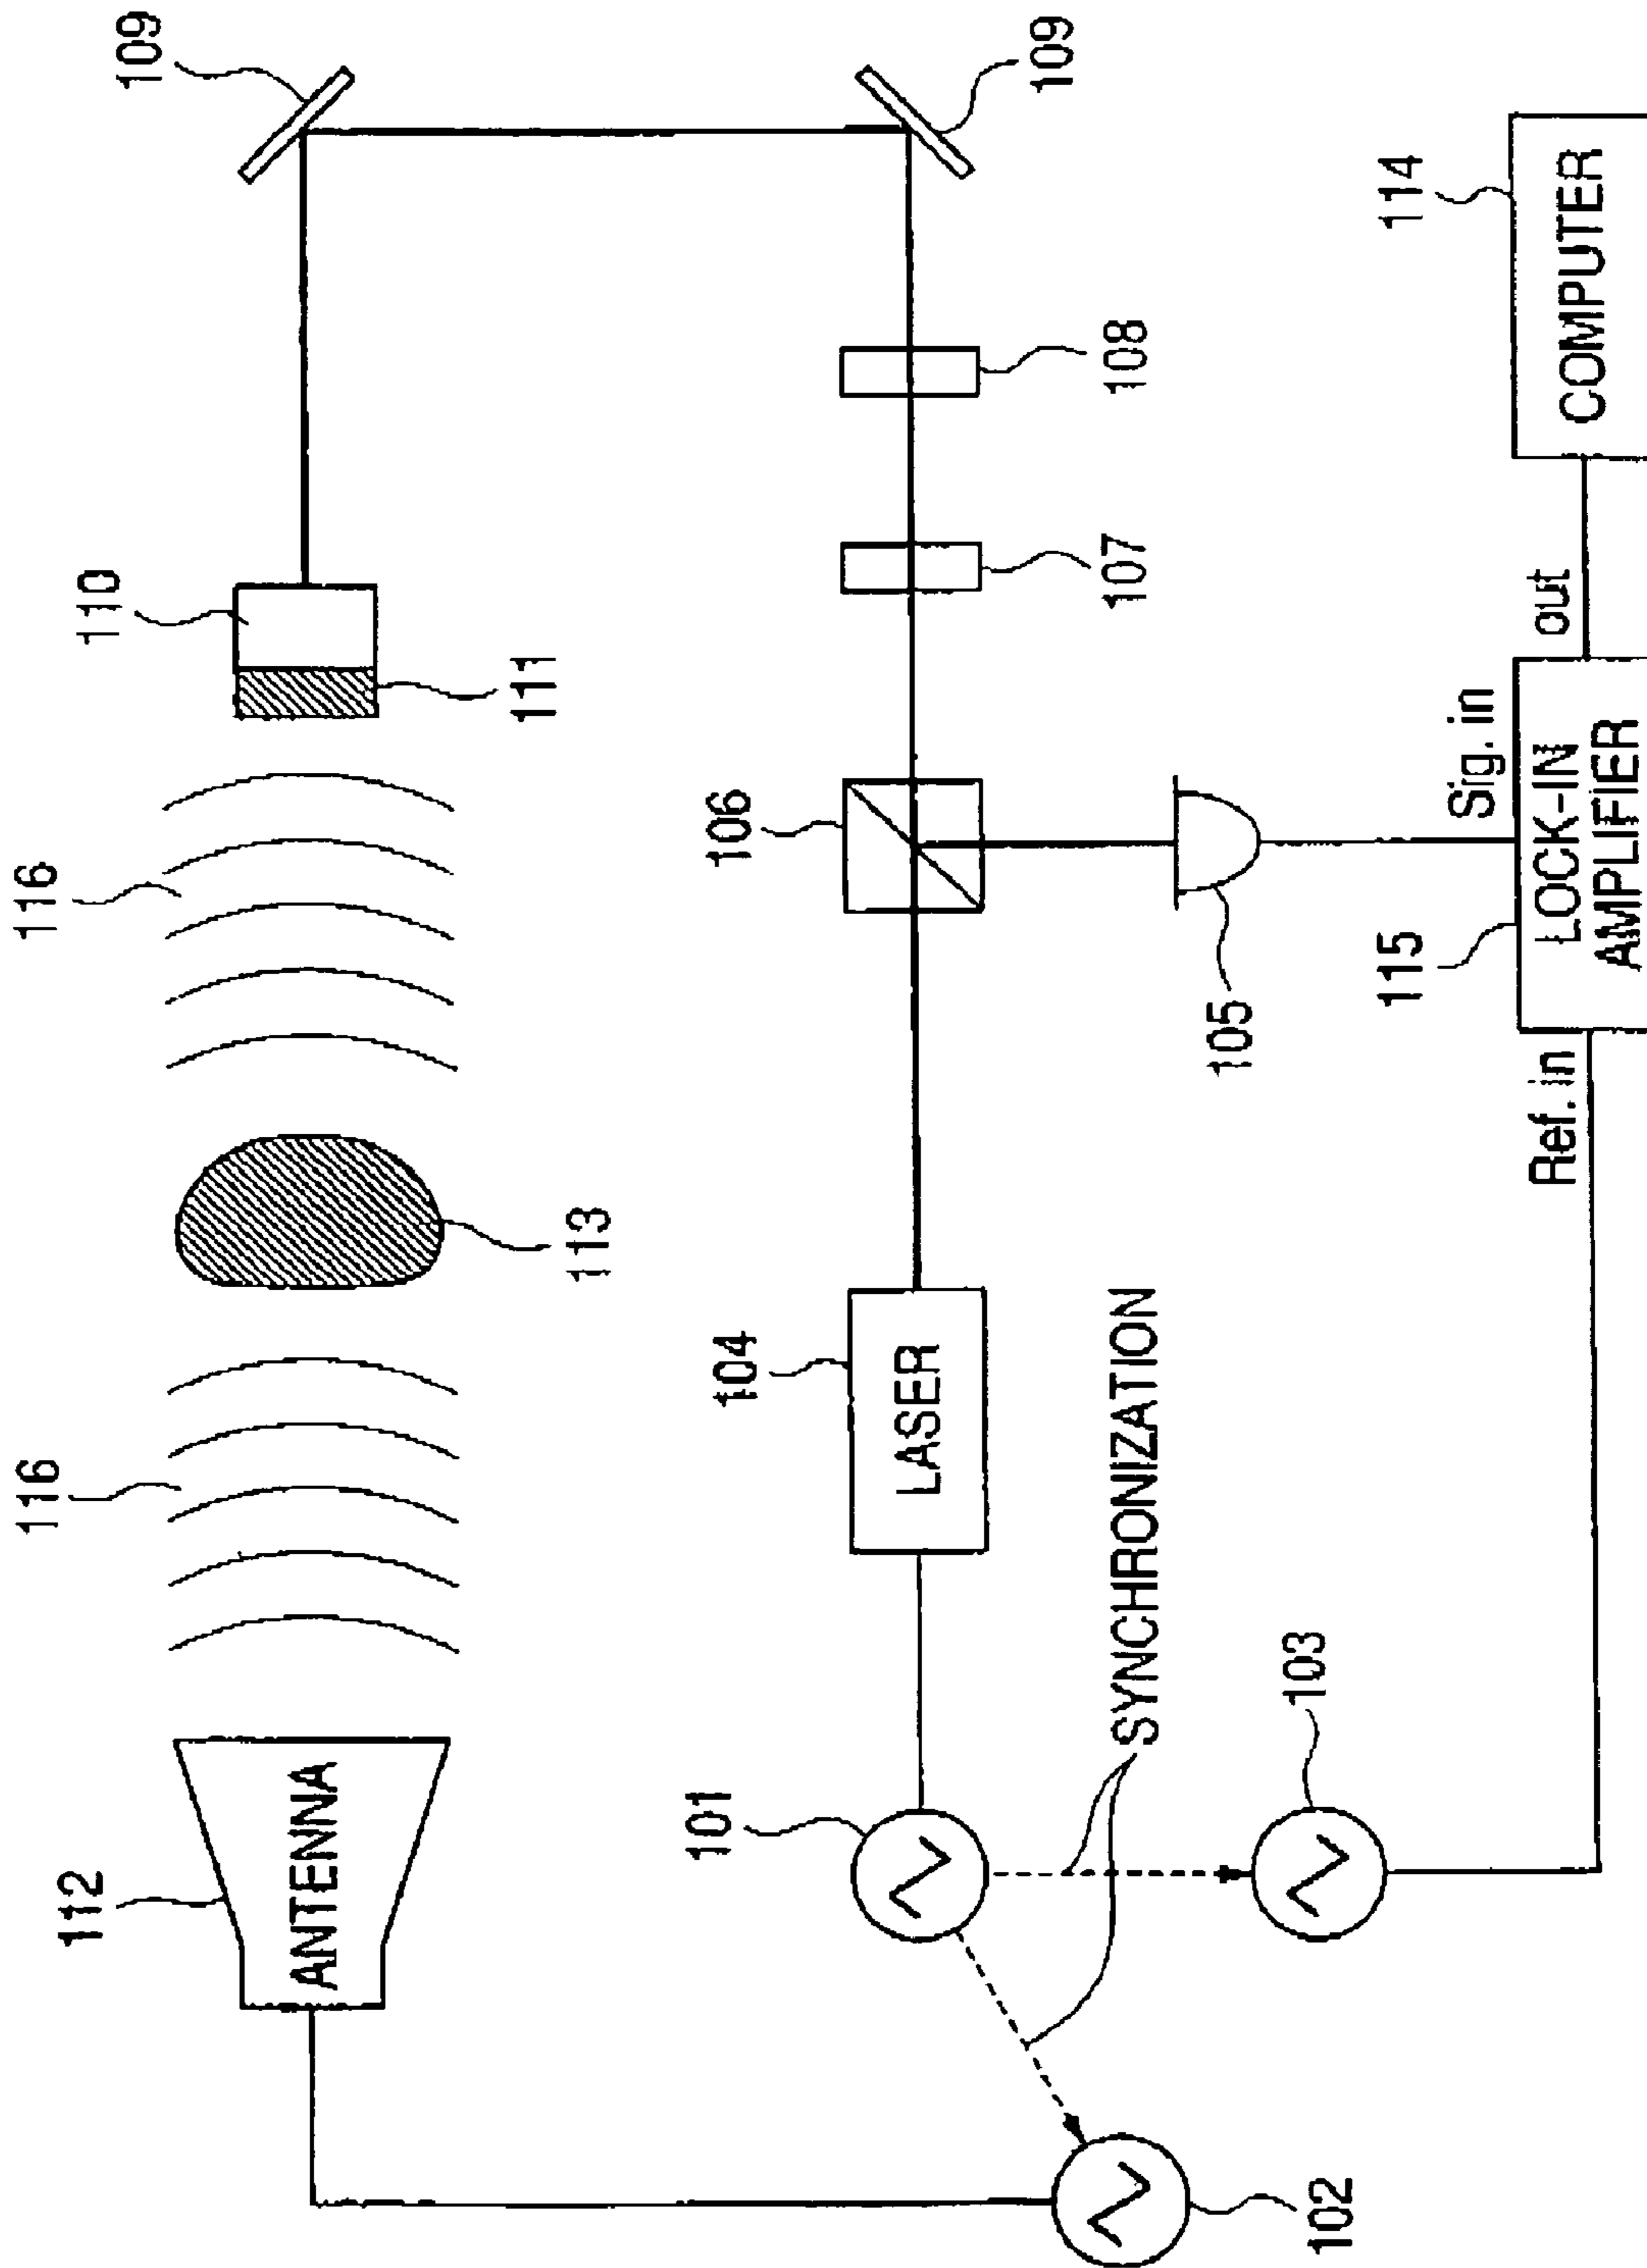 109
110
116
116
112
ANTENNA
111
113
109
108
107
106
104
LASER
101
SYNCHRONIZATION
105
103
102
114
COMPUTER
out
Sig. in
115
LOCK-IN
AMPLIFIER
Ref. in